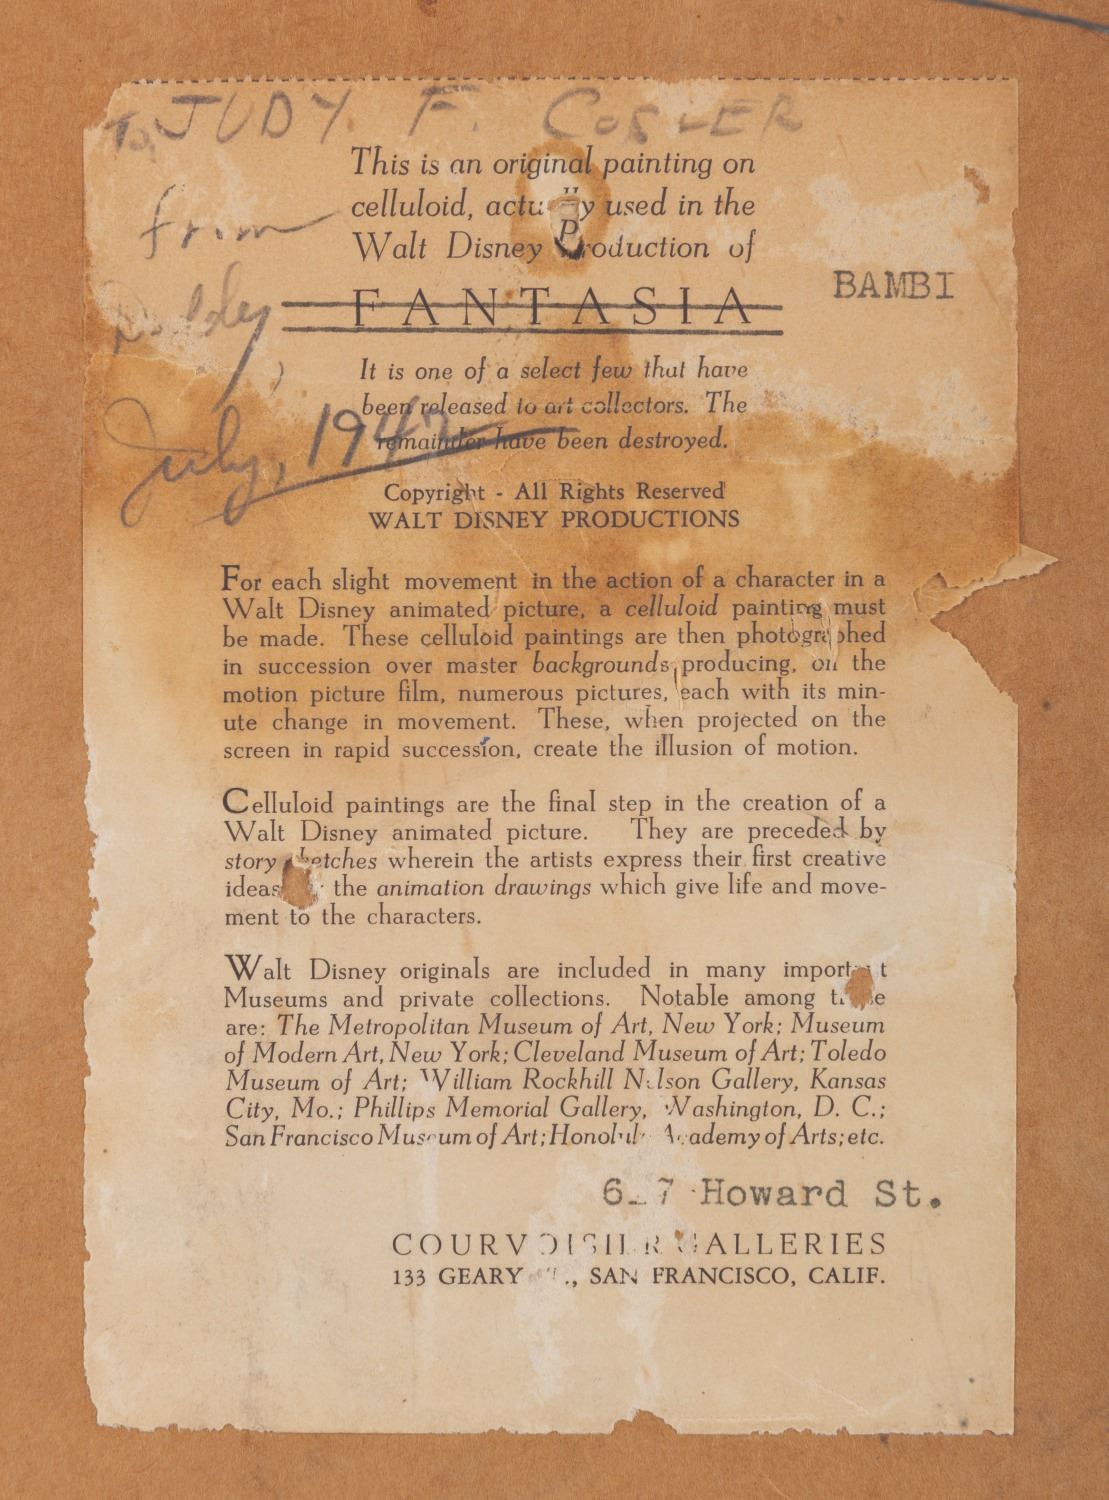 To, JUDY F.
This is an original painting on
from
celluloid, actually used in the
Walt Disney Production of
BAMBI
FANTASIA
It is one of a select few that have
been released to art collectors. The
July, 1942
remainder have been destroyed.
Copyright - All Rights Reserved
WALT DISNEY PRODUCTIONS
For each slight movement in the action of a character in a
Walt Disney animated picture, a celluloid painting must
be made. These celluloid paintings are then photographed
in succession over master backgrounds, producing, on the
motion picture film, numerous pictures, each with its min-
ute change in movement. These, when projected on the
screen in rapid succession, create the illusion of motion.
Celluloid paintings are the final step in the creation of a
Walt Disney animated picture. They are preceded by
story sketches wherein the artists express their first creative
ideas the animation drawings which give life and move-
ment to the characters.
Walt Disney originals are included in many important
Museums and private collections. Notable among these
are: The Metropolitan Museum of Art, New York; Museum
of Modern Art, New York; Cleveland Museum of Art; Toledo
Museum of Art; William Rockhill Nelson Gallery, Kansas
City, Mo.; Phillips Memorial Gallery, Washington, D. C.;
San Francisco Museum of Art; Honolulu Academy of Arts; etc.
Howard St.
COURVOISIER GALLERIES
133 GEARY ST., SAN FRANCISCO, CALIF.